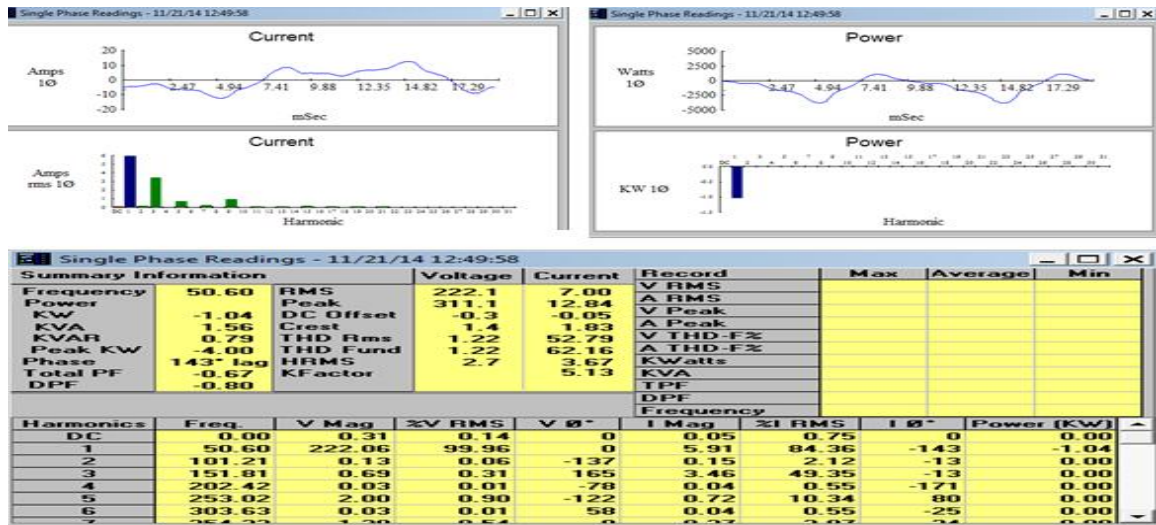 Single Phase Readings - 11/21/14 12:49:58
Current
20
10
0
-10
-20
Amps
1Ø
2.47 4.94 7.41 9.88 12.35 14.82 17.29
mSec
Current
Amps
rms 1Ø
Harmonic
Single Phase Readings - 11/21/14 12:49:58
Power
5000
2500
0
-2500
-5000
Watts
1Ø
2.47 4.94 7.41 9.88 12.35 14.82 17.29
mSec
Power
KW 1Ø
Harmonic
Single Phase Readings - 11/21/14 12:49:58
Summary Information Voltage Current Record Max Average Min
Frequency 50.60 RMS 222.1 7.00 V RMS
Power Peak 311.1 12.84 A RMS
KW -1.04 DC Offset -0.3 -0.05 V Peak
KVA 1.56 Crest 1.4 1.83 A Peak
KVAR 0.79 THD Rms 1.22 52.79 V THD-F%
Peak KW -4.00 THD Fund 1.22 62.16 A THD-F%
Phase 143° lag HRMS 2.7 3.67 KWatts
Total PF -0.67 KFactor 5.13 KVA
DPF -0.80 TPF
DPF
Frequency
Harmonics Freq. V Mag %V RMS V Ø° I Mag %I RMS I Ø° Power (KW)
DC 0.00 0.31 0.14 0 0.05 0.75 0 0.00
1 50.60 222.06 99.96 0 5.91 84.36 -143 -1.04
2 101.21 0.13 0.06 -137 0.15 2.12 -13 0.00
3 151.81 0.69 0.31 165 3.46 49.35 -13 0.00
4 202.42 0.03 0.01 -78 0.04 0.55 -171 0.00
5 253.02 2.00 0.90 -122 0.72 10.34 80 0.00
6 303.63 0.03 0.01 58 0.04 0.55 -25 0.00